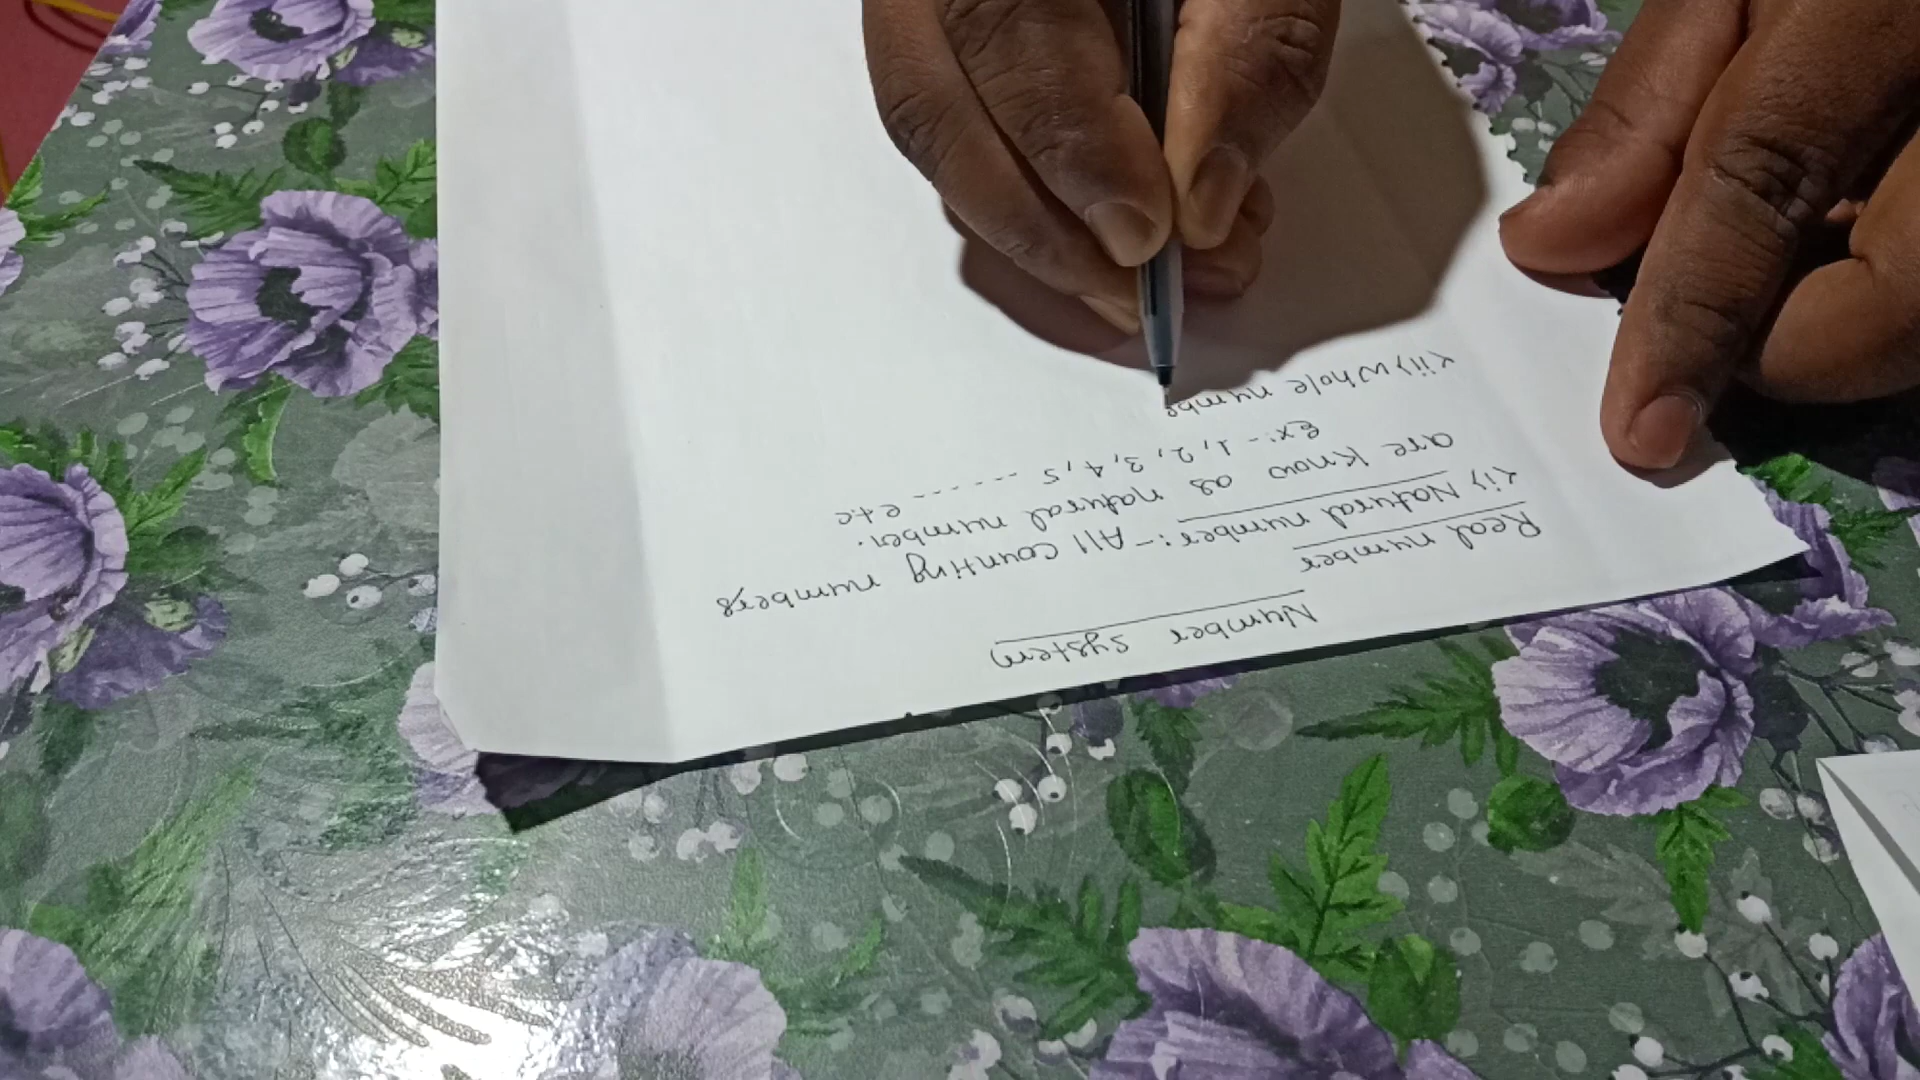 Number System
Real number
<i> Natural number:- All counting numbers
are know as natural number.
Ex:- 1, 2, 3, 4, 5 ------ etc
<ii> Whole numbe